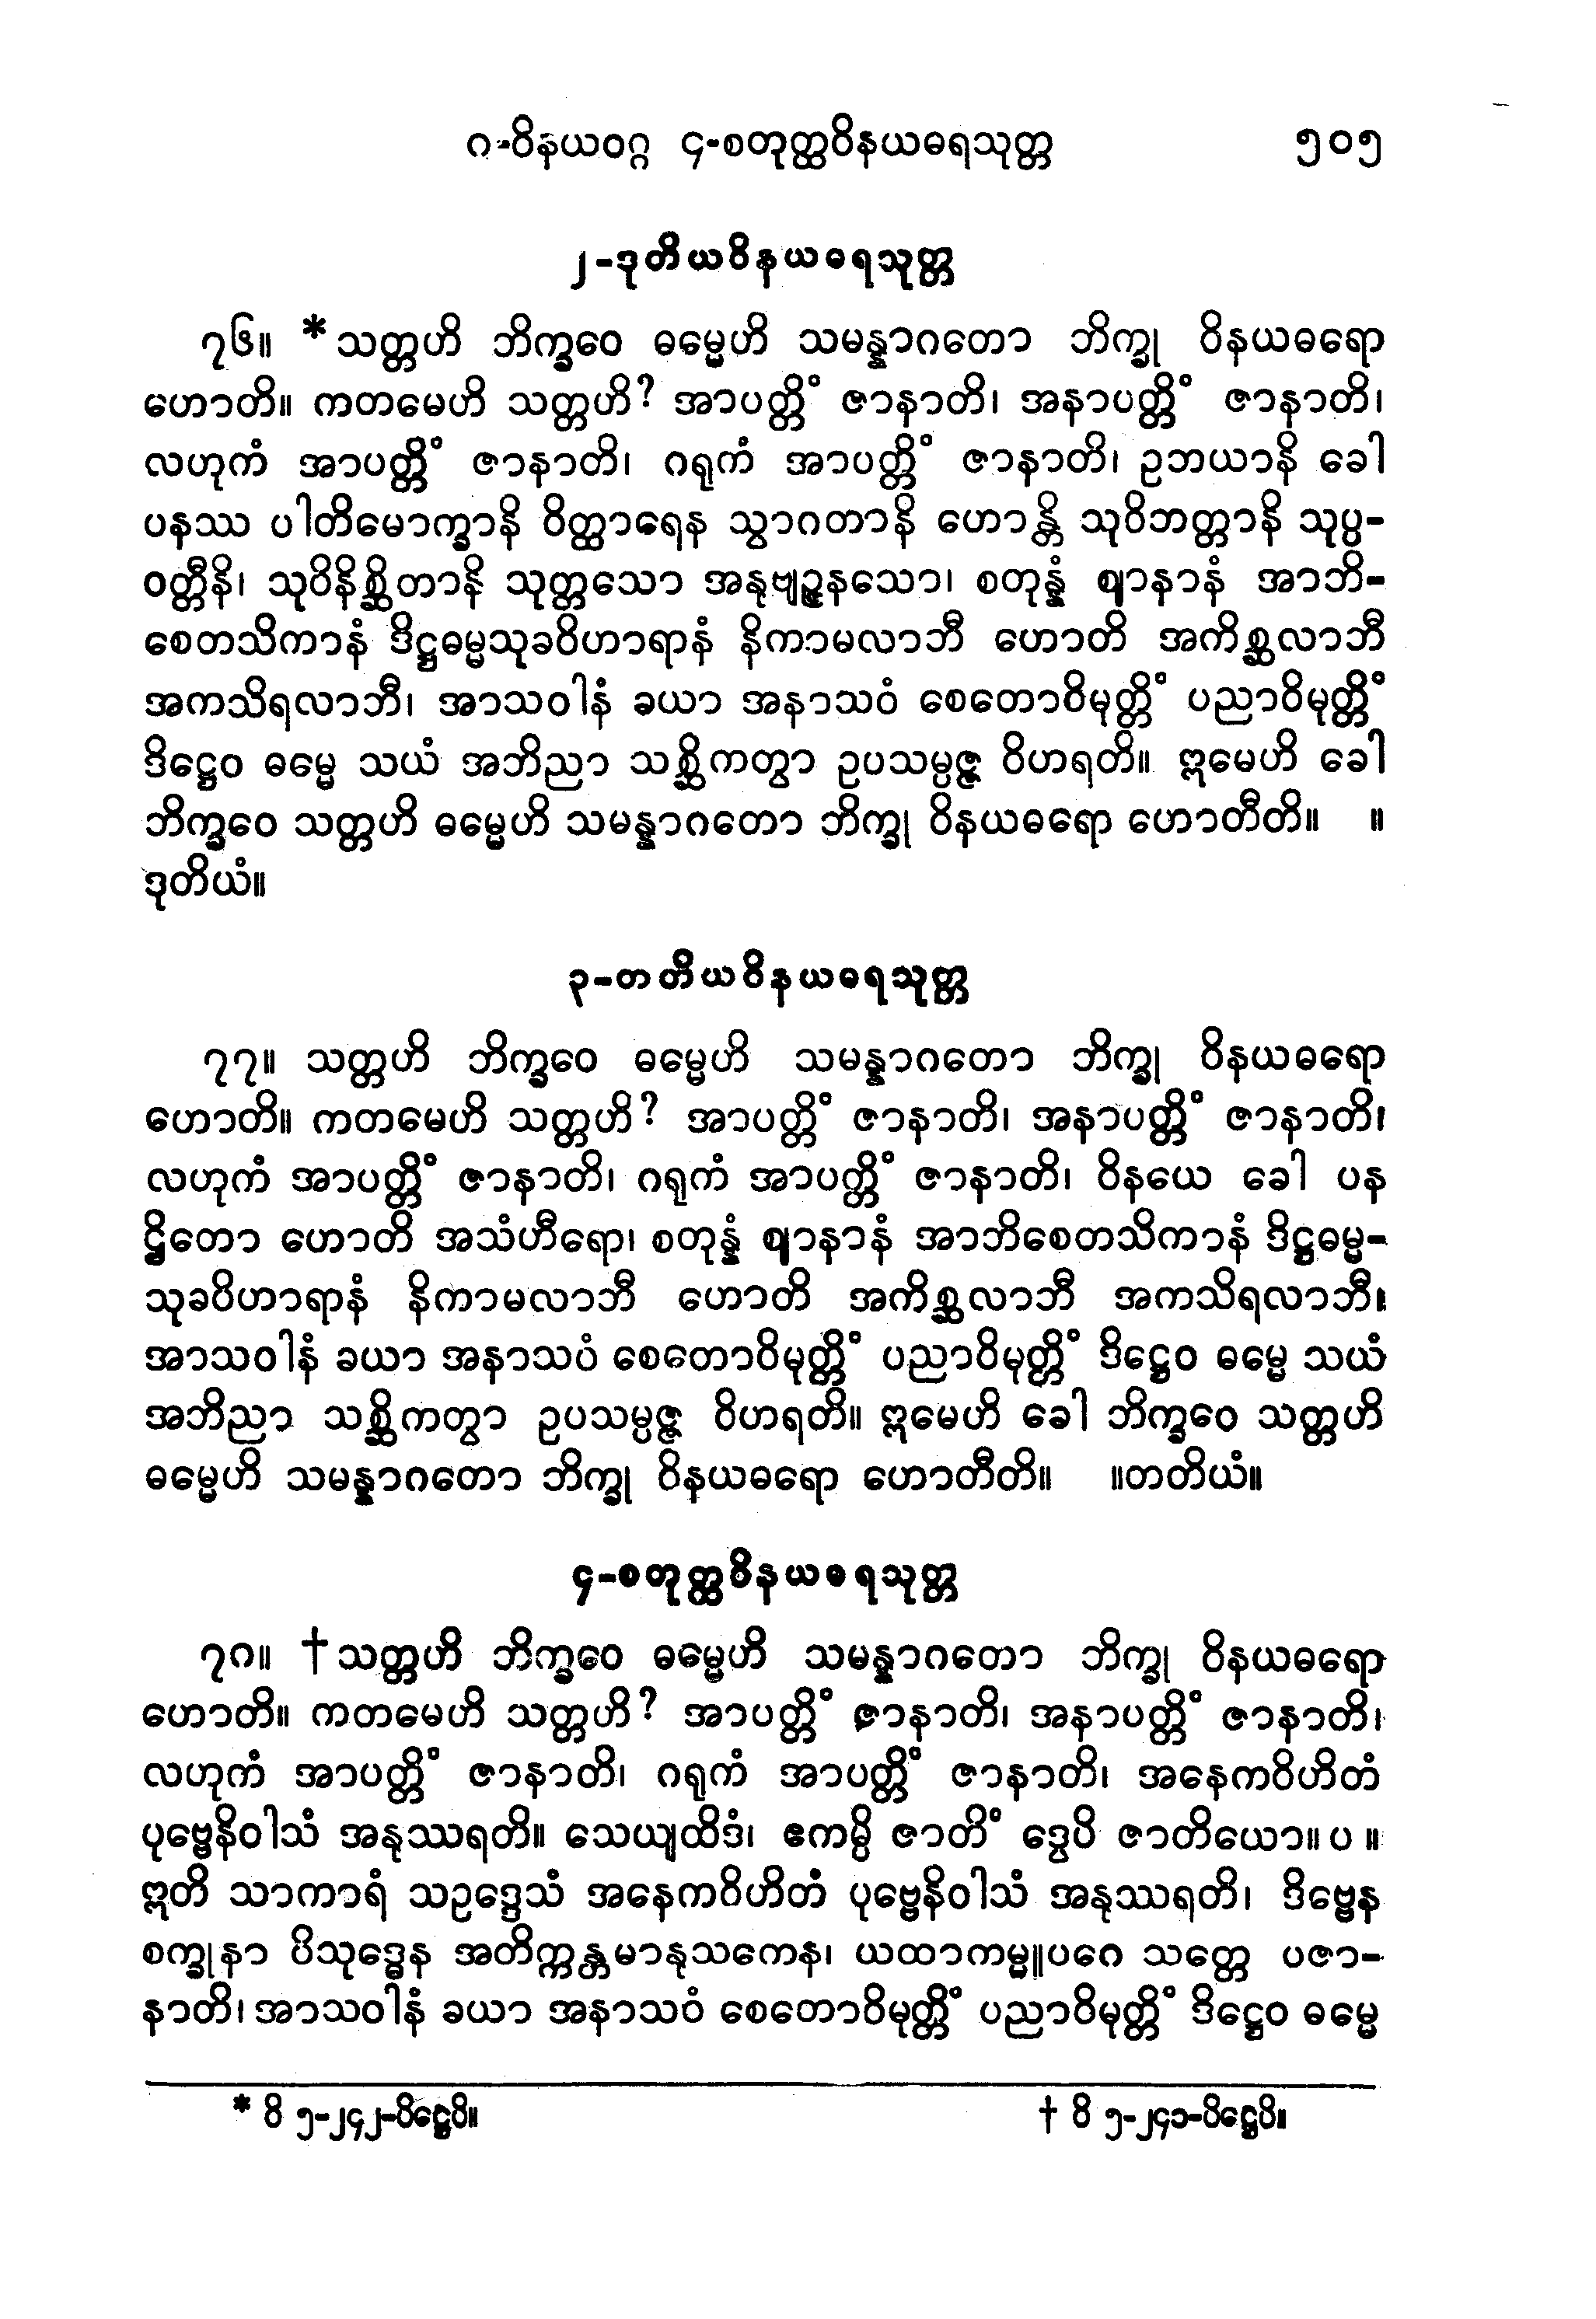 ဂ-ဝိနယဝဂ္ဂ ၄-စတုတ္ထဝိနယဓရသုတ္တ ၅၀၅
၂-ဒုတိယဝိနယဓရသုတ္တ
၇၆။ *သတ္တဟိ ဘိက္ခဝေ ဓမ္မေဟိ သမန္နာဂတော ဘိက္ခု ဝိနယဓရော
ဟောတိ။ ကတမေဟိ သတ္တဟိ? အာပတ္တိံ ဇာနာတိ၊ အနာပတ္တိံ ဇာနာတိ၊
လဟုကံ အာပတ္တိံ ဇာနာတိ၊ ဂရုကံ အာပတ္တိံ ဇာနာတိ၊ ဥဘယာနိ ခေါ
ပနဿ ပါတိမောက္ခာနိ ဝိတ္ထာရေန သွာဂတာနိ ဟောန္တိ သုဝိဘတ္တာနိ သုပ္ပ-
ဝတ္တီနိ၊ သုဝိနိစ္ဆိတာနိ သုတ္တသော အနုဗျဉ္ဇနသော၊ စတုန္နံ ဈာနာနံ အာဘိ-
စေတသိကာနံ ဒိဋ္ဌဓမ္မသုခဝိဟာရာနံ နိကာမလာဘီ ဟောတိ အကိစ္ဆလာဘီ
အကသိရလာဘီ၊ အာသဝါနံ ခယာ အနာသဝံ စေတောဝိမုတ္တိံ ပညာဝိမုတ္တိံ
ဒိဋ္ဌေဝ ဓမ္မေ သယံ အဘိညာ သစ္ဆိကတွာ ဥပသမ္ပဇ္ဇ ဝိဟရတိ။ ဣမေဟိ ခေါ
ဘိက္ခဝေ သတ္တဟိ ဓမ္မေဟိ သမန္နာဂတော ဘိက္ခု ဝိနယဓရော ဟောတီတိ။ ။
ဒုတိယံ။
၃-တတိယဝိနယဓရသုတ္တ
၇၇။ သတ္တဟိ ဘိက္ခဝေ ဓမ္မေဟိ သမန္နာဂတော ဘိက္ခု ဝိနယဓရော
ဟောတိ။ ကတမေဟိ သတ္တဟိ? အာပတ္တိံ ဇာနာတိ၊ အနာပတ္တိံ ဇာနာတိ၊
လဟုကံ အာပတ္တိံ ဇာနာတိ၊ ဂရုကံ အာပတ္တိံ ဇာနာတိ၊ ဝိနယေ ခေါ ပန
ဋ္ဌိတော ဟောတိ အသံဟီရော၊ စတုန္နံ ဈာနာနံ အာဘိစေတသိကာနံ ဒိဋ္ဌဓမ္မ-
သုခဝိဟာရာနံ နိကာမလာဘီ ဟောတိ အကိစ္ဆလာဘီ အကသိရလာဘီ၊
အာသဝါနံ ခယာ အနာသဝံ စေတောဝိမုတ္တိံ ပညာဝိမုတ္တိံ ဒိဋ္ဌေဝ ဓမ္မေ သယံ
အဘိညာ သစ္ဆိကတွာ ဥပသမ္ပဇ္ဇ ဝိဟရတိ။ ဣမေဟိ ခေါ ဘိက္ခဝေ သတ္တဟိ
ဓမ္မေဟိ သမန္နာဂတော ဘိက္ခု ဝိနယဓရော ဟောတီတိ။ ။တတိယံ။
၄-စတုတ္ထဝိနယဓရသုတ္တ
၇၈။ †သတ္တဟိ ဘိက္ခဝေ ဓမ္မေဟိ သမန္နာဂတော ဘိက္ခု ဝိနယဓရော
ဟောတိ။ ကတမေဟိ သတ္တဟိ? အာပတ္တိံ ဇာနာတိ၊ အနာပတ္တိံ ဇာနာတိ၊
လဟုကံ အာပတ္တိံ ဇာနာတိ၊ ဂရုကံ အာပတ္တိံ ဇာနာတိ၊ အနေကဝိဟိတံ
ပုဗ္ဗေနိဝါသံ အနုဿရတိ။ သေယျထိဒံ၊ ဧကမ္ပိ ဇာတိံ ဒွေပိ ဇာတိယော။ ပ ။
ဣတိ သာကာရံ သဥဒ္ဒေသံ အနေကဝိဟိတံ ပုဗ္ဗေနိဝါသံ အနုဿရတိ၊ ဒိဗ္ဗေန
စက္ခုနာ ဝိသုဒ္ဓေန အတိက္ကန္တမာနုသကေန၊ ယထာကမ္မူပဂေ သတ္တေ ပဇာ-
နာတိ၊ အာသဝါနံ ခယာ အနာသဝံ စေတောဝိမုတ္တိံ ပညာဝိမုတ္တိံ ဒိဋ္ဌေဝ ဓမ္မေ
* ဝိ ၅-၂၄၂-ပိဋ္ဌေပိ။ † ဝိ ၅-၂၄၁-ပိဋ္ဌေပိ။